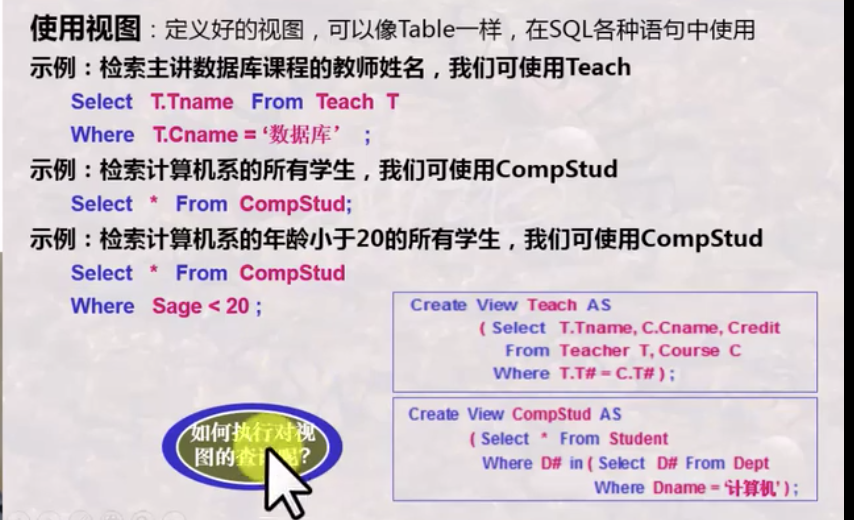 使用视图：定义好的视图，可以像Table一样，在SQL各种语句中使用
示例：检索主讲数据库课程的教师姓名，我们可使用Teach
Select T.Tname From Teach T
Where T.Cname = ‘数据库’ ;
示例：检索计算机系的所有学生，我们可使用CompStud
Select * From CompStud;
示例：检索计算机系的年龄小于20的所有学生，我们可使用CompStud
Select * From CompStud
Where Sage < 20 ;
Create View Teach AS
( Select T.Tname, C.Cname, Credit
From Teacher T, Course C
Where T.T# = C.T# ) ;
Create View CompStud AS
( Select * From Student
Where D# in ( Select D# From Dept
Where Dname = ‘计算机’ ) ;
如何执行对视
图的查询呢?